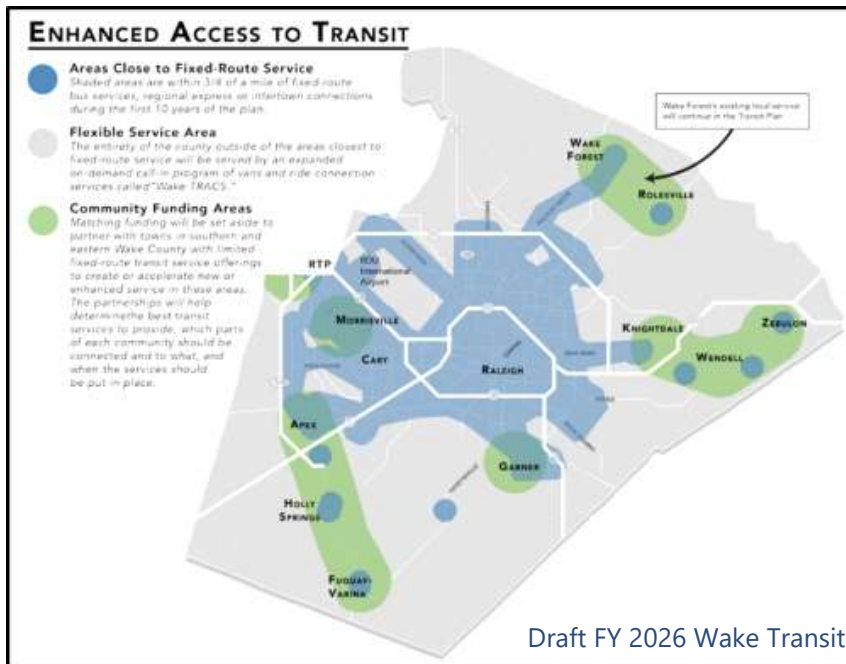 ENHANCED ACCESS TO TRANSIT
Areas Close to Fixed-Route Service
Shaded areas are within 3/4 of a mile of fixed-route
bus services, regional express or intertown connections
during the first 10 years of the plan.
Flexible Service Area
The entirety of the county outside of the areas closest to
fixed-route service will be served by an expanded
on-demand call-in program of vans and ride connection
services called "Wake TRACS."
Community Funding Areas
Matching funding will be set aside to
partner with towns in southern and
eastern Wake County with limited
fixed-route transit service offerings
to create or accelerate new or
enhanced service in these areas.
The partnerships will help
determinethe best transit
services to provide, which parts
of each community should be
connected and to what, and
when the services should
be put in place.
Wake Forest's existing local service
will continue in the Transit Plan
WAKE
FOREST
ROLESVILLE
RTP
RDU
International
Airport
MORRISVILLE
CARY
RALEIGH
KNIGHTDALE
ZEBULON
WENDELL
APEX
GARNER
HOLLY
SPRINGS
FUQUAY-
VARINA
Draft FY 2026 Wake Transit